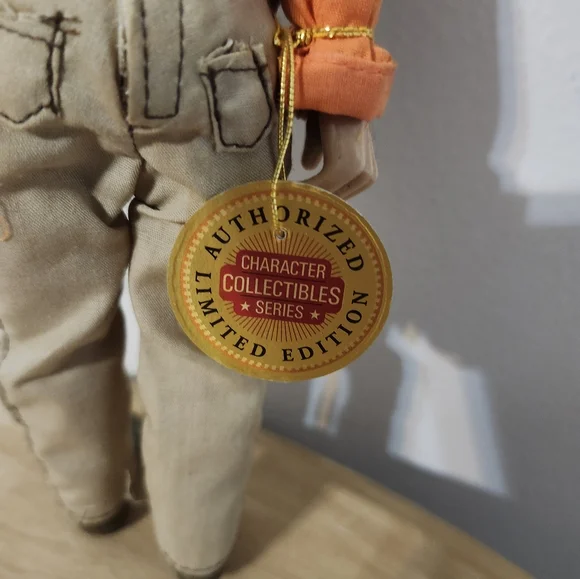 AUTHORIZED
CHARACTER
COLLECTIBLES
★ SERIES ★
LIMITED EDITION